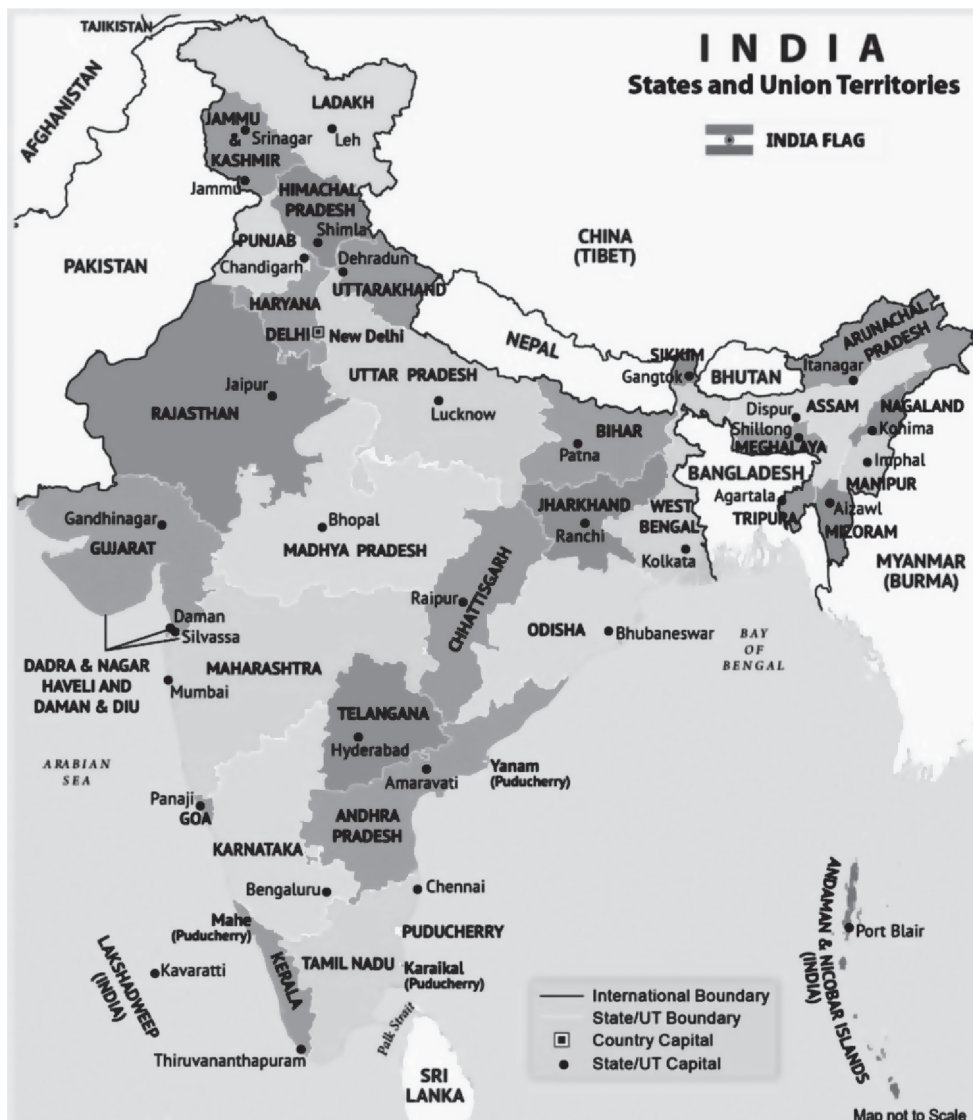 INDIA
States and Union Territories
INDIA FLAG
TAJIKISTAN
AFGHANISTAN
LADAKH
JAMMU
&
KASHMIR
Srinagar
Leh
Jammu
HIMACHAL
PRADESH
Shimla
PUNJAB
Chandigarh
Dehradun
UTTARAKHAND
PAKISTAN
CHINA
(TIBET)
HARYANA
DELHI
New Delhi
NEPAL
SIKKIM
Gangtok
BHUTAN
ARUNACHAL
PRADESH
Itanagar
UTTAR PRADESH
Lucknow
Jaipur
RAJASTHAN
BIHAR
Patna
Dispur
ASSAM
NAGALAND
Shillong
Kohima
MEGHALAYA
BANGLADESH
Imphal
MANIPUR
Agartala
Aizawl
TRIPURA
MIZORAM
MYANMAR
(BURMA)
JHARKHAND
Ranchi
WEST
BENGAL
Kolkata
Gandhinagar
GUJARAT
Bhopal
MADHYA PRADESH
Raipur
CHHATTISGARH
ODISHA
Bhubaneswar
BAY
OF
BENGAL
Daman
Silvassa
DADRA & NAGAR
HAVELI AND
DAMAN & DIU
MAHARASHTRA
Mumbai
TELANGANA
Hyderabad
Amaravati
Yanam
(Puducherry)
ARABIAN
SEA
Panaji
GOA
ANDHRA
PRADESH
KARNATAKA
Bengaluru
Chennai
Mahe
(Puducherry)
PUDUCHERRY
LAKSHADWEEP
(INDIA)
Kavaratti
KERALA
TAMIL NADU
Karaikal
(Puducherry)
Thiruvananthapuram
Palk Strait
SRI
LANKA
ANDAMAN & NICOBAR ISLANDS
(INDIA)
Port Blair
International Boundary
State/UT Boundary
Country Capital
State/UT Capital
Map not to Scale